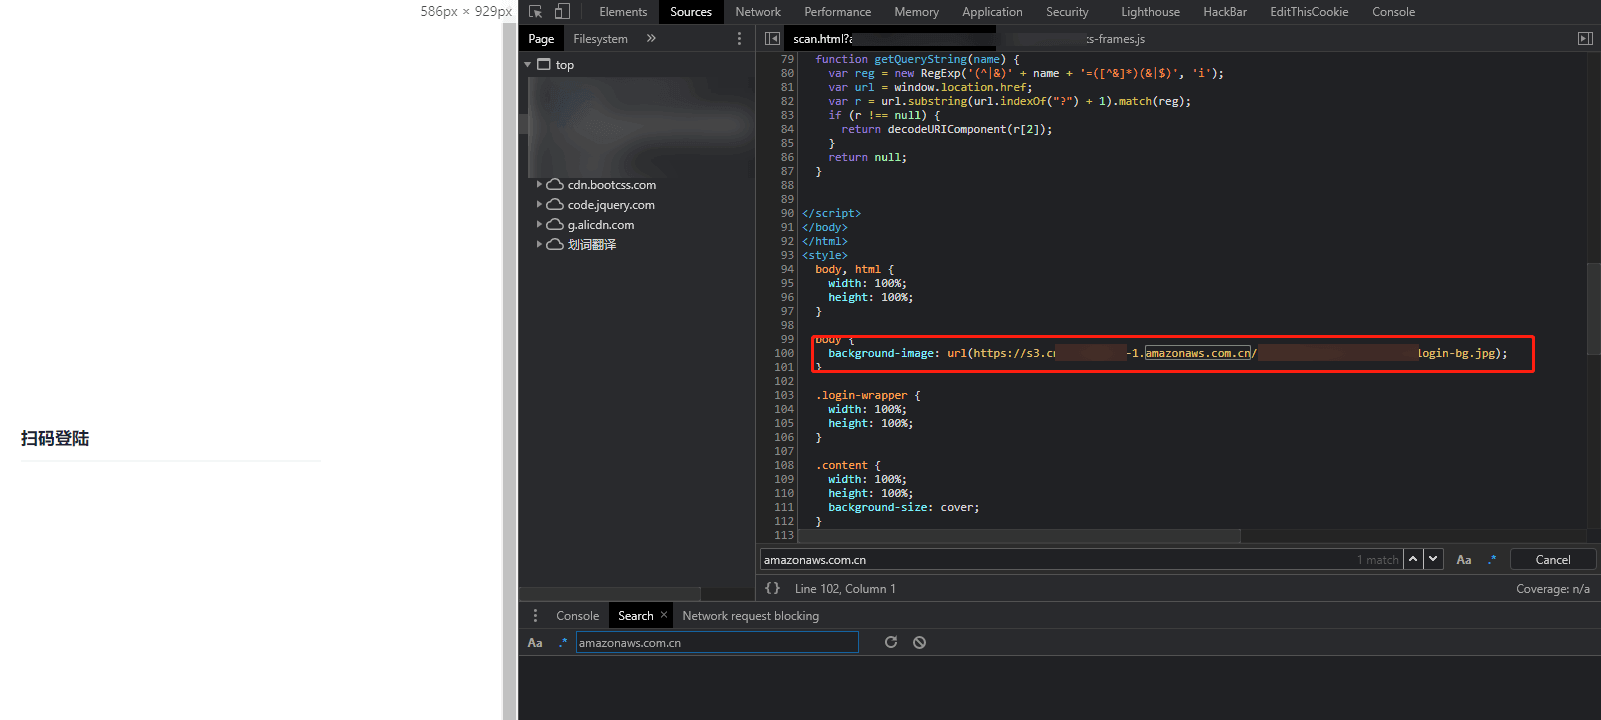 586px × 929px
扫码登陆
Elements Sources Network Performance Memory Application Security Lighthouse HackBar EditThisCookie Console
Page Filesystem »
scan.html? s-frames.js
top
cdn.bootcss.com
code.jquery.com
g.alicdn.com
划词翻译
79 function getQueryString(name) {
80 var reg = new RegExp('(^|&)' + name + '=([^&]*)(&|$)', 'i');
81 var url = window.location.href;
82 var r = url.substring(url.indexOf("?") + 1).match(reg);
83 if (r !== null) {
84 return decodeURIComponent(r[2]);
85 }
86 return null;
87 }
88
89
90 </script>
91 </body>
92 </html>
93 <style>
94 body, html {
95 width: 100%;
96 height: 100%;
97 }
98
99 body {
100 background-image: url(https://s3.c -1.amazonaws.com.cn/ login-bg.jpg);
101 }
102
103 .login-wrapper {
104 width: 100%;
105 height: 100%;
106 }
107
108 .content {
109 width: 100%;
110 height: 100%;
111 background-size: cover;
112 }
113
amazonaws.com.cn 1 match Aa .* Cancel
{} Line 102, Column 1 Coverage: n/a
Console Search × Network request blocking
Aa .* amazonaws.com.cn